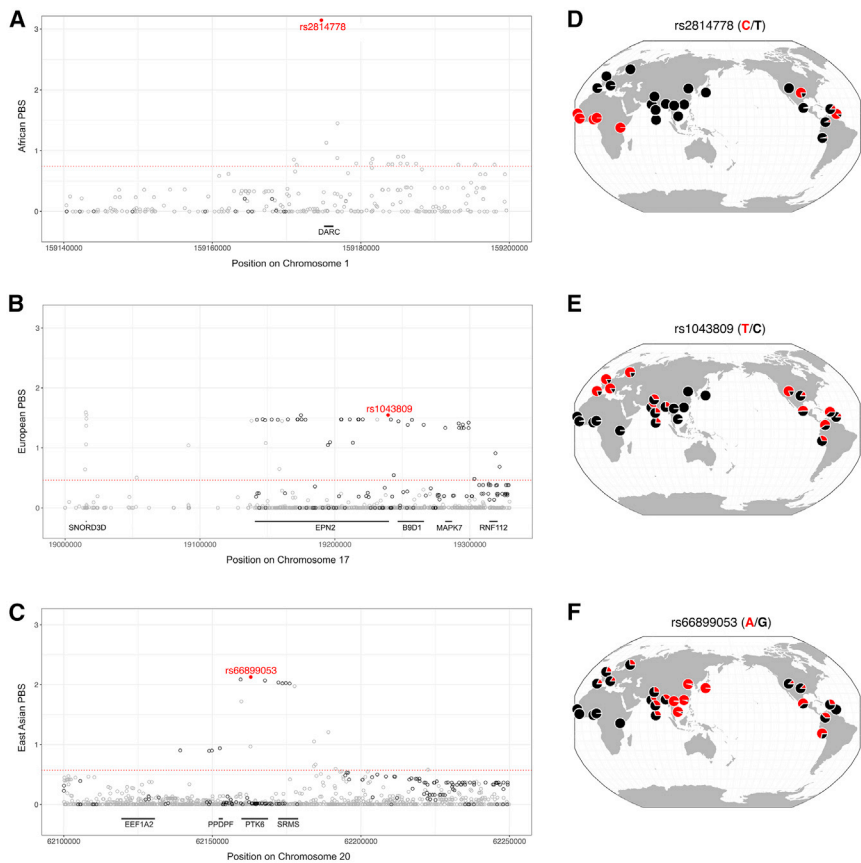 A
rs2814778
African PBS
3
2
1
0
DARC
159140000 159160000 159180000 159200000
Position on Chromosome 1
D
rs2814778 (C/T)
B
rs1043809
European PBS
3
2
1
0
SNORD3D EPN2 B9D1 MAPK7 RNF112
19000000 19100000 19200000 19300000
Position on Chromosome 17
E
rs1043809 (T/C)
C
rs66899053
East Asian PBS
3
2
1
0
EEF1A2 PPDPF PTK6 SRMS
62100000 62150000 62200000 62250000
Position on Chromosome 20
F
rs66899053 (A/G)